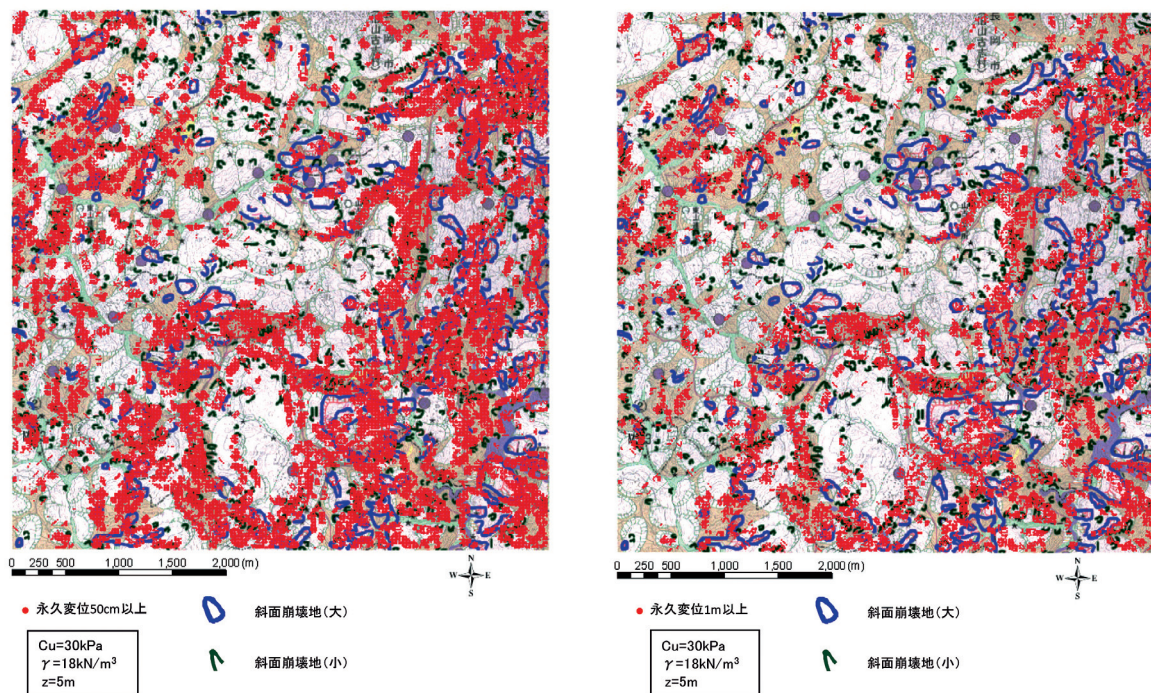 0 250 500 1,000 1,500 2,000 (m)
N
W E
S
永久変位50cm以上
斜面崩壊地(大)
Cu=30kPa
γ=18kN/m³
z=5m
斜面崩壊地(小)
0 250 500 1,000 1,500 2,000 (m)
N
W E
S
永久変位1m以上
斜面崩壊地(大)
Cu=30kPa
γ=18kN/m³
z=5m
斜面崩壊地(小)